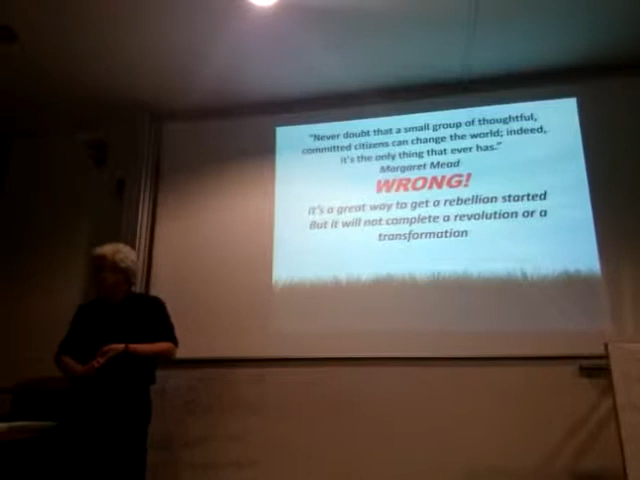 "Never doubt that a small group of thoughtful,
committed citizens can change the world; indeed,
it's the only thing that ever has."
Margaret Mead
WRONG!
It's a great way to get a rebellion started
But it will not complete a revolution or a
transformation